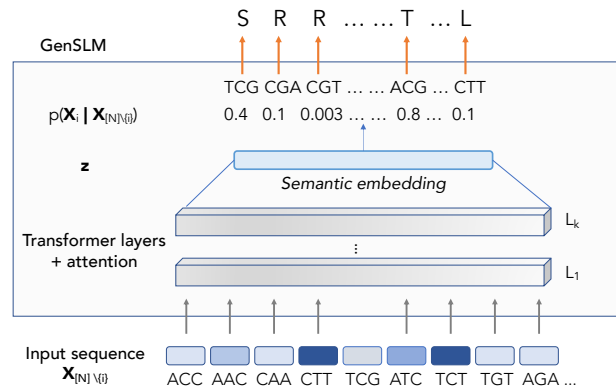 S R R … … T … L
GenSLM
TCG CGA CGT … … ACG … CTT
p(X_i | X_{[N]\{i}}) 0.4 0.1 0.003 … … 0.8 … 0.1
z
Semantic embedding
L_k
Transformer layers
+ attention
⋮
L_1
Input sequence
X_{[N] \{i}}
ACC AAC CAA CTT TCG ATC TCT TGT AGA ...